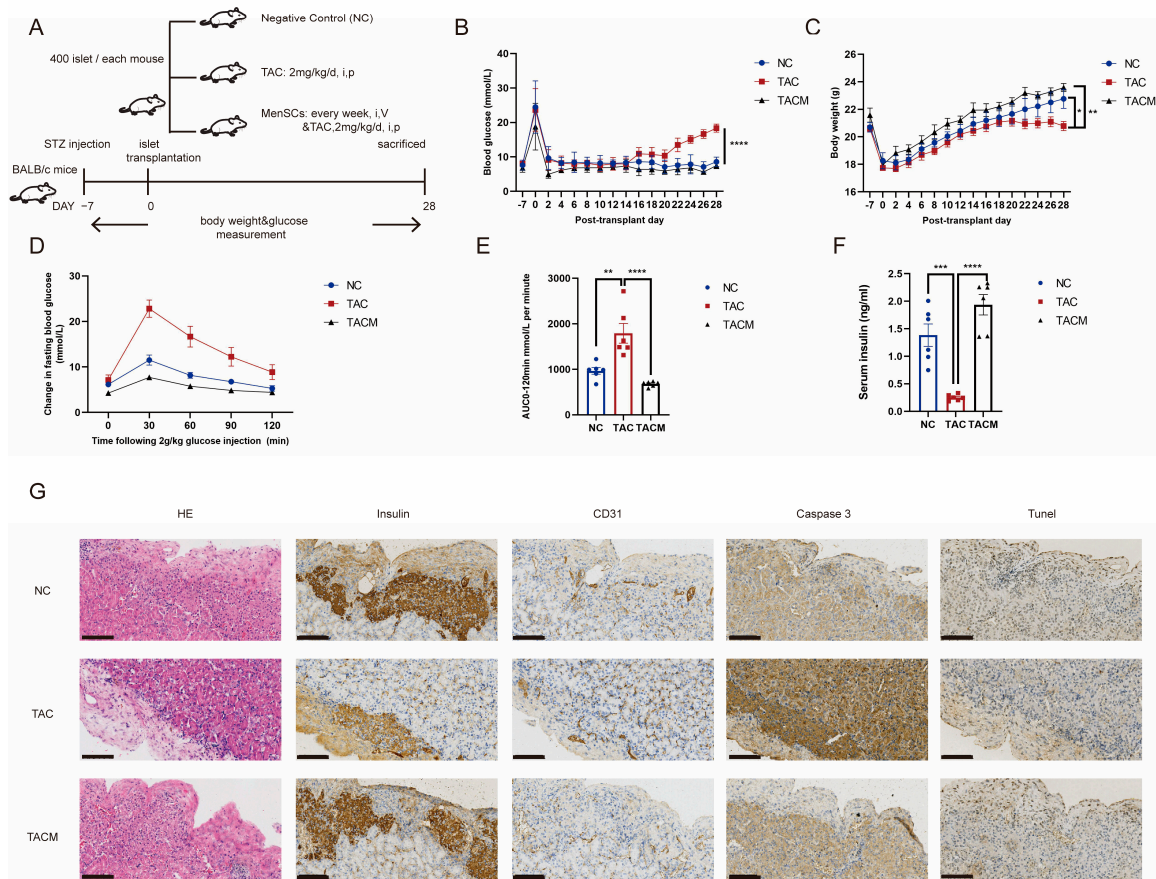 A
Negative Control (NC)
400 islet / each mouse
TAC: 2mg/kg/d, i,p
MenSCs: every week, i,V
&TAC,2mg/kg/d, i,p
STZ injection
islet
transplantation
sacrificed
BALB/c mice
DAY
−7
0
28
body weight&glucose
measurement
B
Blood glucose (mmol/L)
40
30
20
10
0
-7 0 2 4 6 8 10 12 14 16 18 20 22 24 26 28
Post-transplant day
NC
TAC
TACM
****
C
Body weight (g)
26
24
22
20
18
16
-7 0 2 4 6 8 10 12 14 16 18 20 22 24 26 28
Post-transplant day
NC
TAC
TACM
*
**
D
Change in fasting blood glucose
(mmol/L)
30
20
10
0
0 30 60 90 120
Time following 2g/kg glucose injection (min)
NC
TAC
TACM
E
AUC0-120min mmol/L per minute
3000
2000
1000
0
** ****
NC TAC TACM
NC
TAC
TACM
F
Serum insulin (ng/ml)
2.5
2.0
1.5
1.0
0.5
0.0
*** ****
NC TAC TACM
NC
TAC
TACM
G
HE Insulin CD31 Caspase 3 Tunel
NC
TAC
TACM